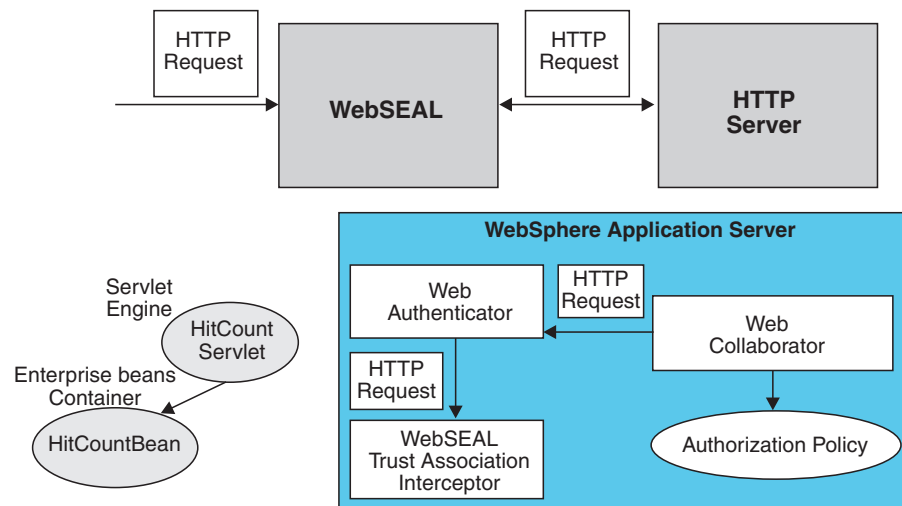 HTTP
Request
HTTP
Request
WebSEAL
HTTP
Server
WebSphere Application Server
Servlet
Engine
HitCount
Servlet
Enterprise beans
Container
HitCountBean
Web
Authenticator
HTTP
Request
Web
Collaborator
HTTP
Request
WebSEAL
Trust Association
Interceptor
Authorization Policy